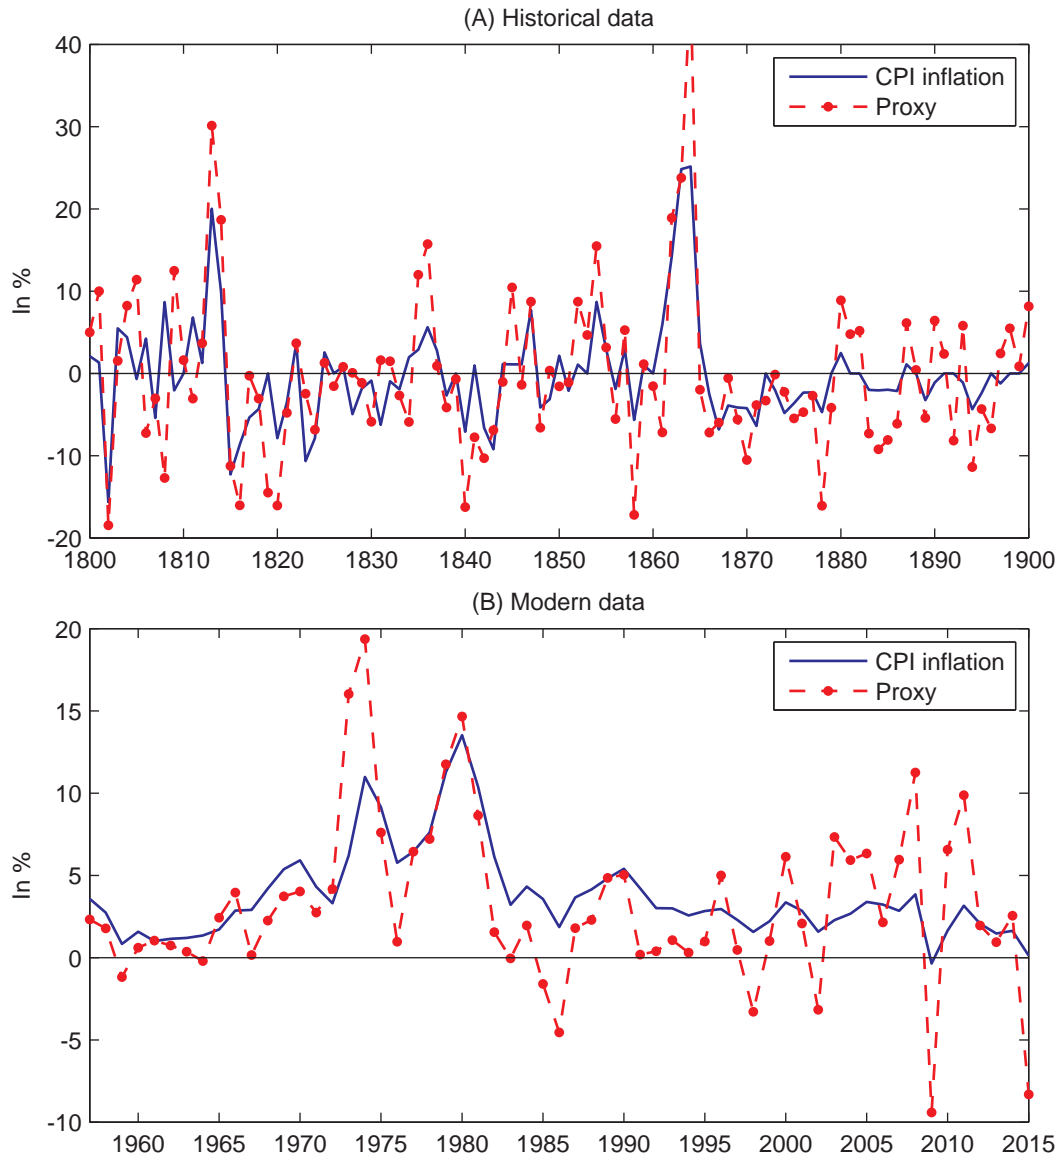 (A) Historical data
40
30
20
10
0
-10
-20
In %
CPI inflation
Proxy
1800 1810 1820 1830 1840 1850 1860 1870 1880 1890 1900
(B) Modern data
20
15
10
5
0
-5
-10
In %
CPI inflation
Proxy
1960 1965 1970 1975 1980 1985 1990 1995 2000 2005 2010 2015